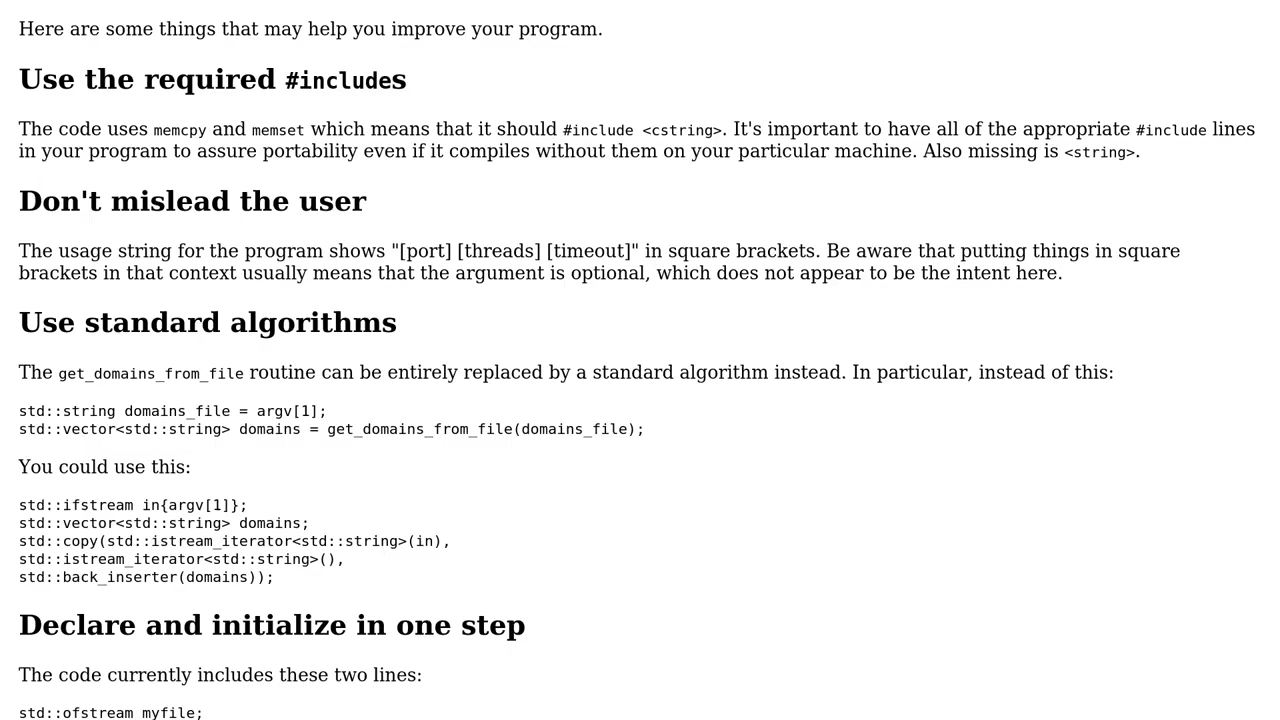 Here are some things that may help you improve your program.
Use the required #includes
The code uses memcpy and memset which means that it should #include <cstring>. It's important to have all of the appropriate #include lines
in your program to assure portability even if it compiles without them on your particular machine. Also missing is <string>.
Don't mislead the user
The usage string for the program shows "[port] [threads] [timeout]" in square brackets. Be aware that putting things in square
brackets in that context usually means that the argument is optional, which does not appear to be the intent here.
Use standard algorithms
The get_domains_from_file routine can be entirely replaced by a standard algorithm instead. In particular, instead of this:
std::string domains_file = argv[1];
std::vector<std::string> domains = get_domains_from_file(domains_file);
You could use this:
std::ifstream in{argv[1]};
std::vector<std::string> domains;
std::copy(std::istream_iterator<std::string>(in),
std::istream_iterator<std::string>(),
std::back_inserter(domains));
Declare and initialize in one step
The code currently includes these two lines:
std::ofstream myfile;